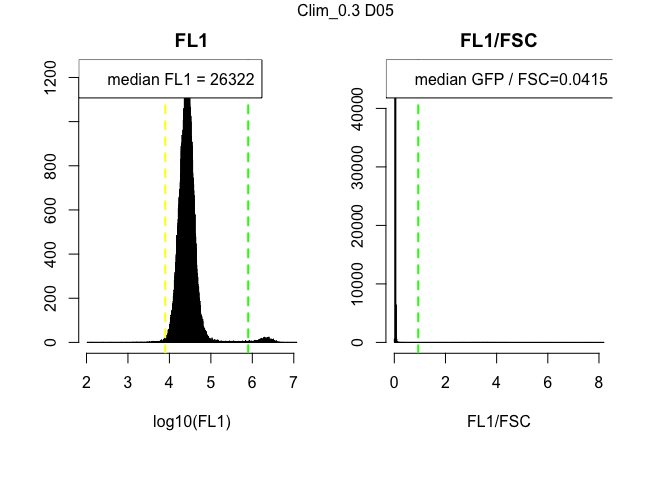 Clim_0.3 D05
FL1
median FL1 = 26322
1200
800
600
400
200
0
2 3 4 5 6 7
log10(FL1)
FL1/FSC
median GFP / FSC=0.0415
40000
30000
20000
10000
0
0 2 4 6 8
FL1/FSC